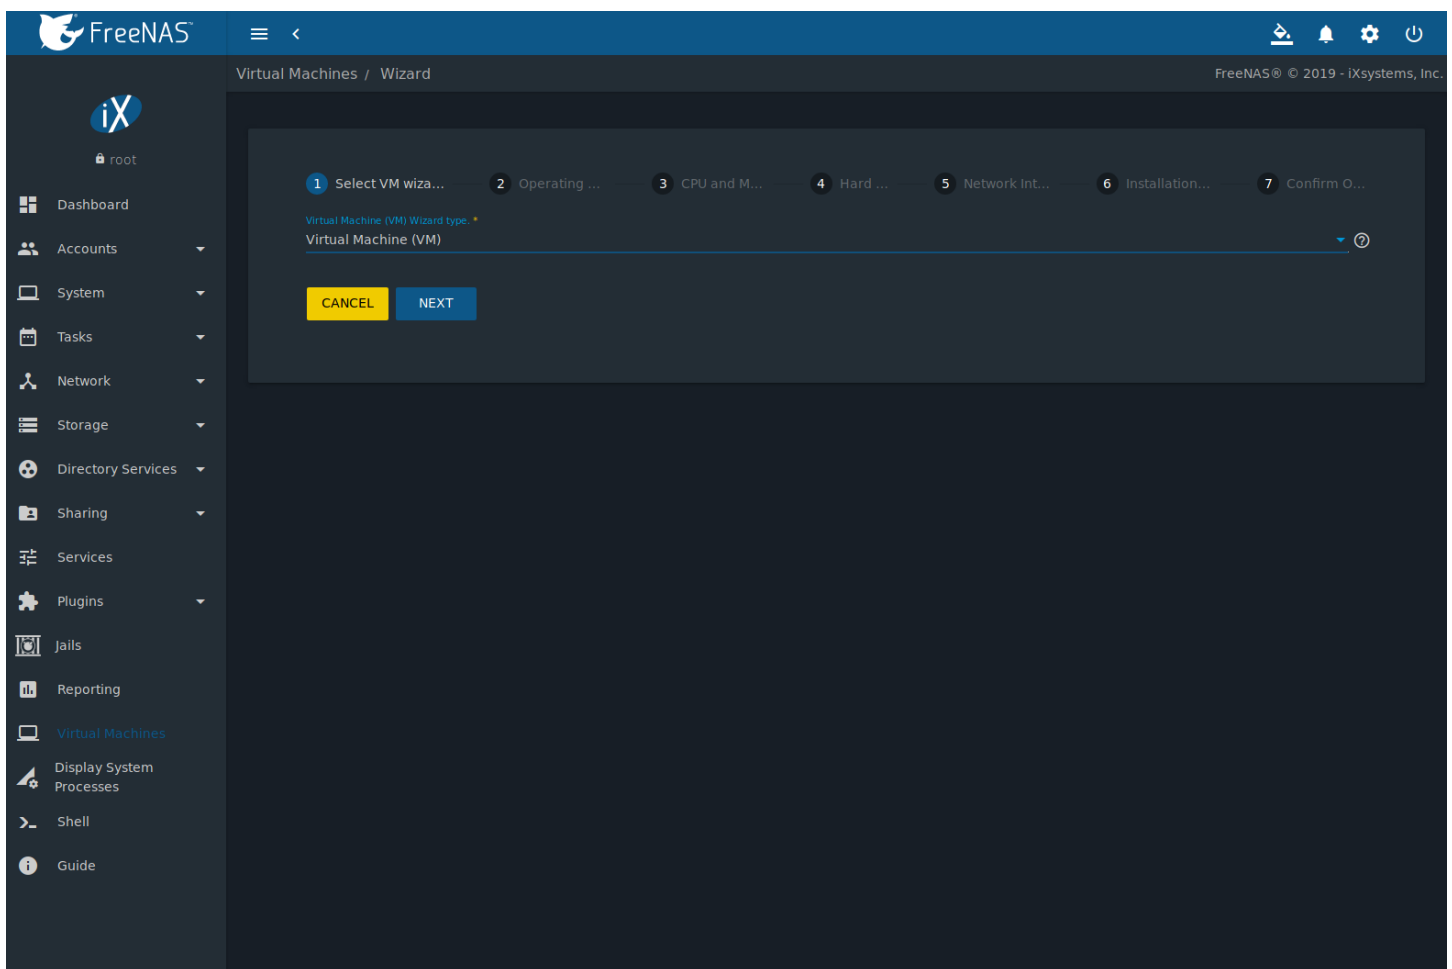 FreeNAS™
Virtual Machines / Wizard
FreeNAS® © 2019 - iXsystems, Inc.
iX
root
Dashboard
Accounts
System
Tasks
Network
Storage
Directory Services
Sharing
Services
Plugins
Jails
Reporting
Virtual Machines
Display System
Processes
Shell
Guide
1 Select VM wiza... 2 Operating ... 3 CPU and M... 4 Hard ... 5 Network Int... 6 Installation... 7 Confirm O...
Virtual Machine (VM) Wizard type. *
Virtual Machine (VM)
CANCEL NEXT